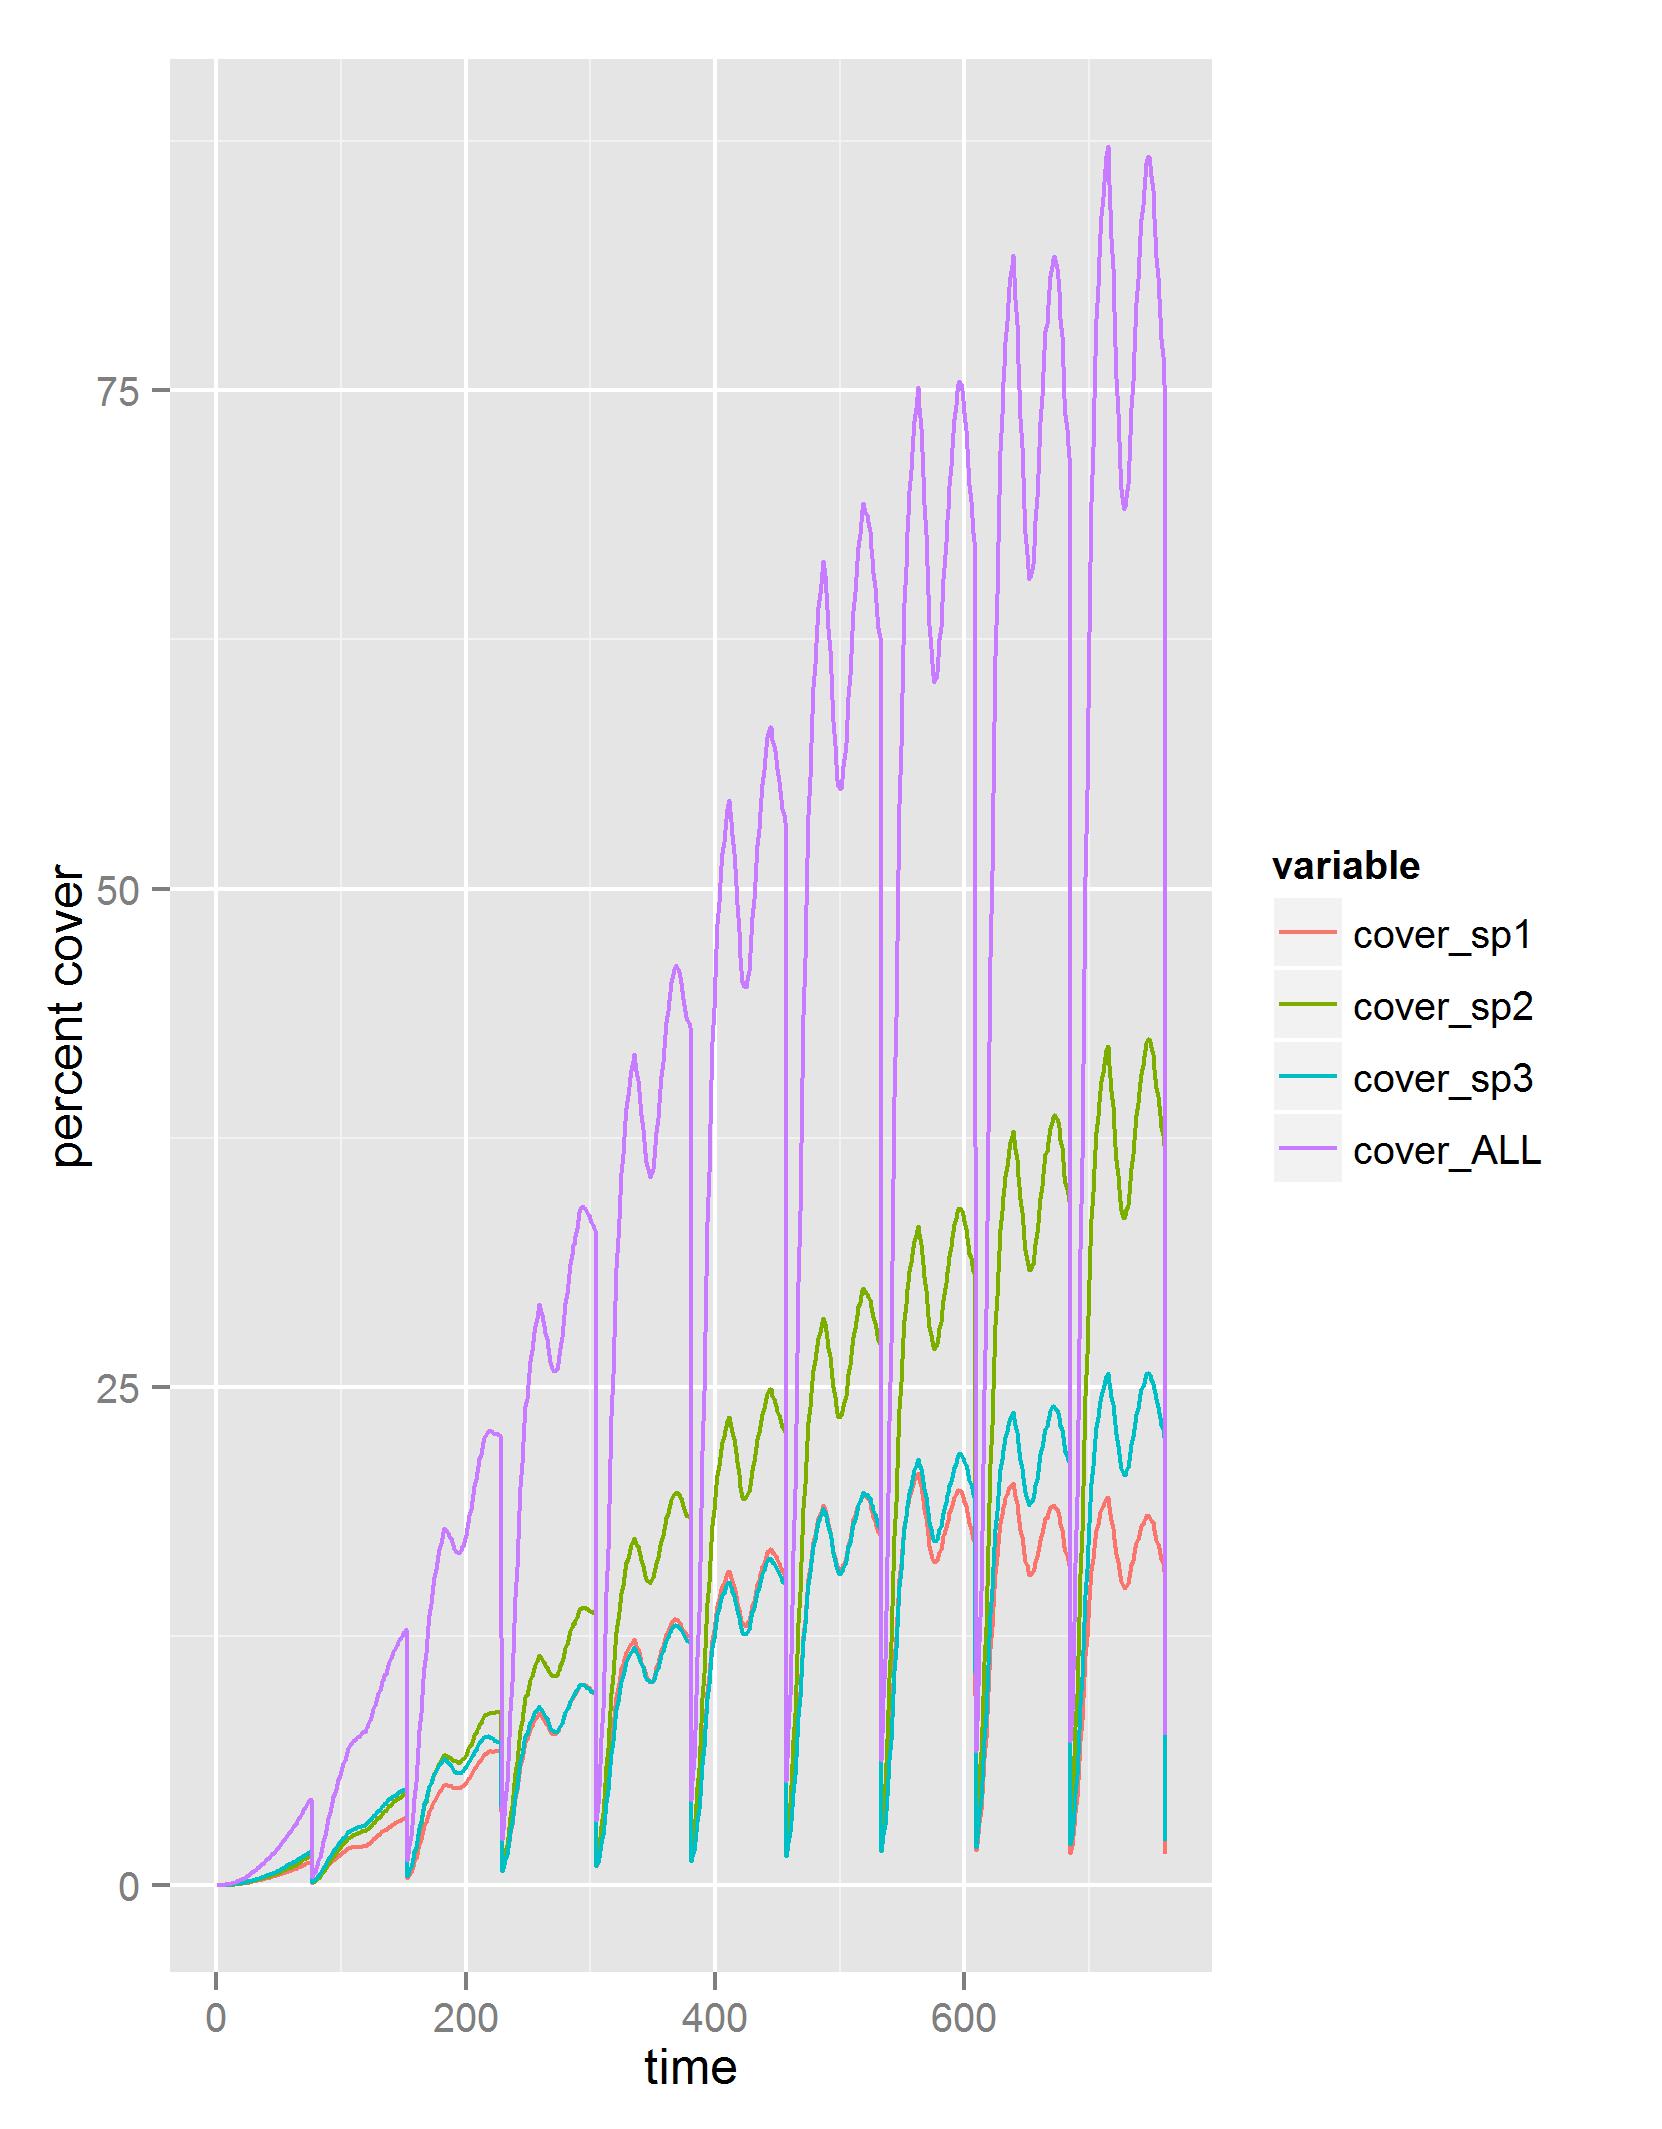 percent cover
75
50
25
0
0 200 400 600
time
variable
cover_sp1
cover_sp2
cover_sp3
cover_ALL